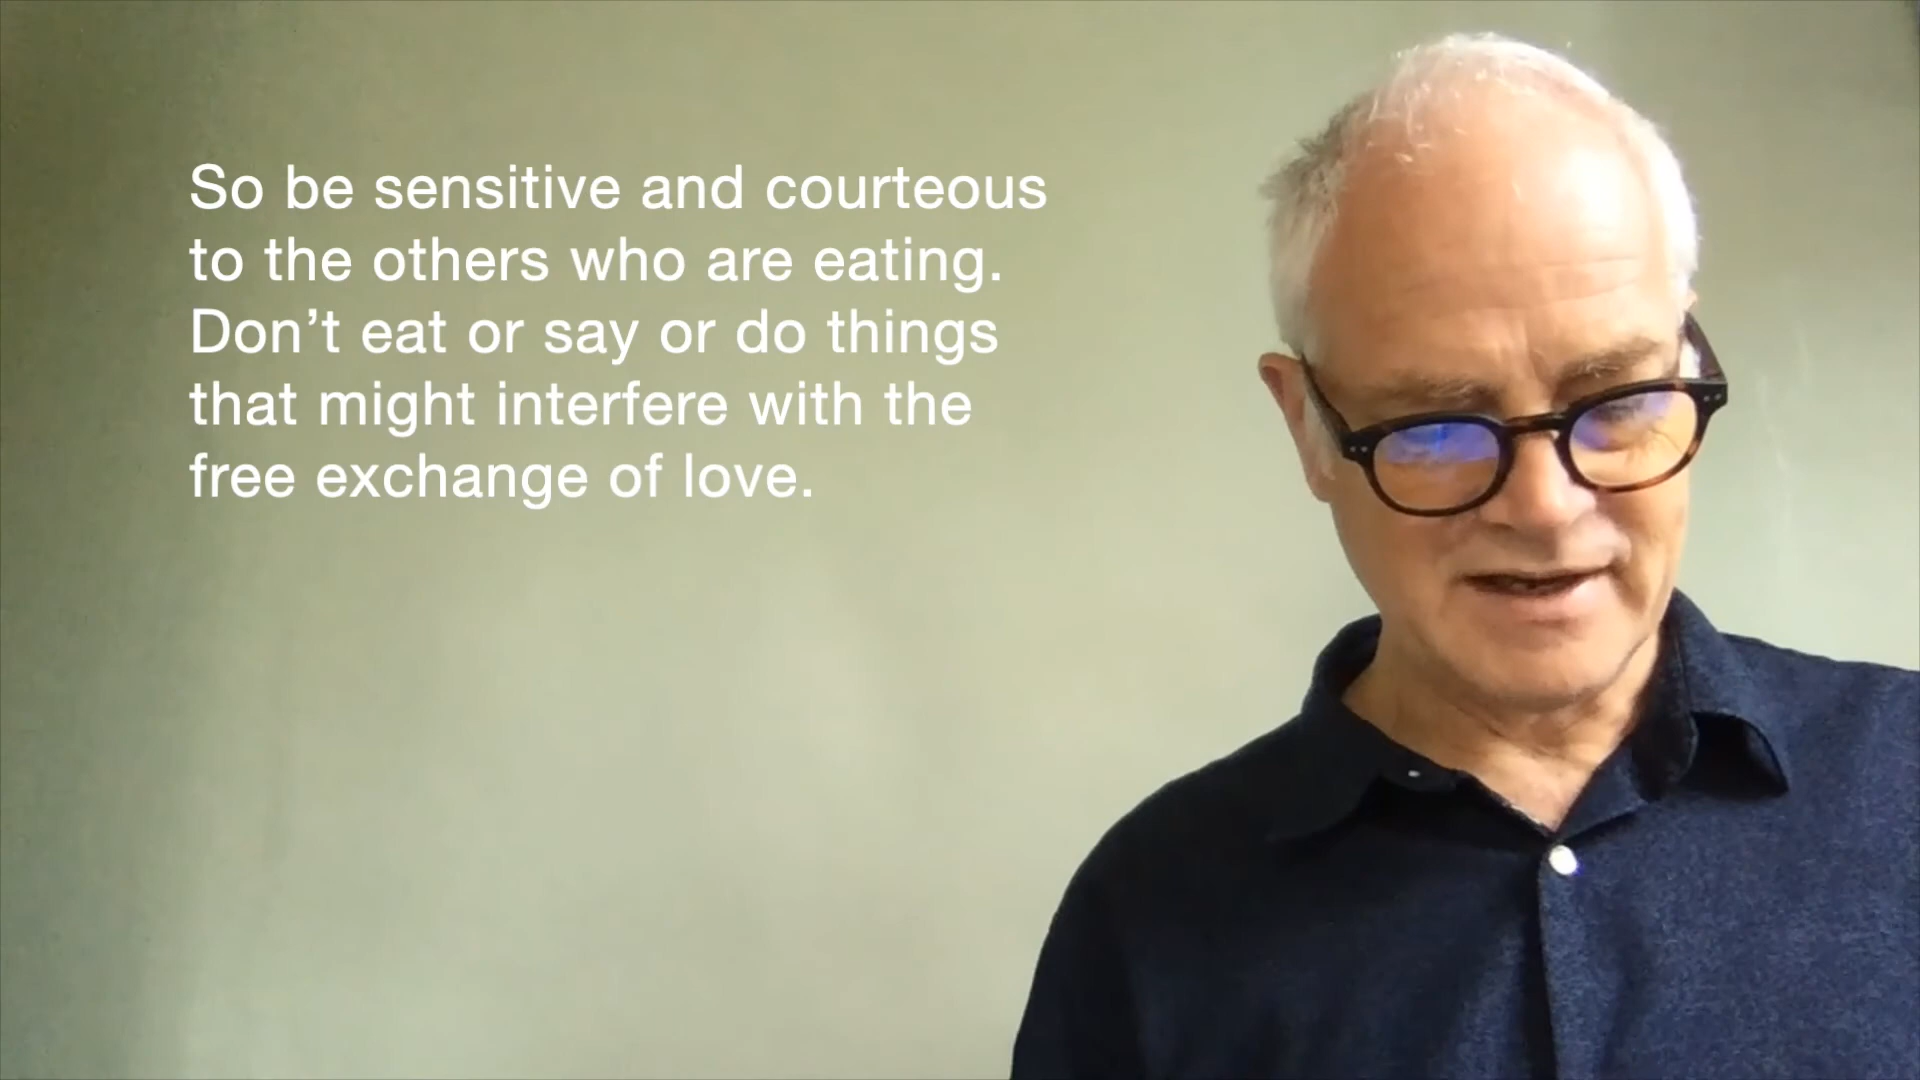 So be sensitive and courteous
to the others who are eating.
Don’t eat or say or do things
that might interfere with the
free exchange of love.